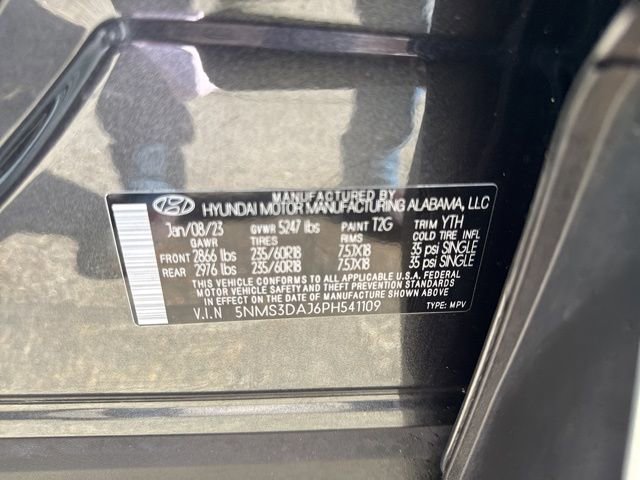 MANUFACTURED BY
HYUNDAI MOTOR MANUFACTURING ALABAMA, LLC
Jan/08/23 GVWR 5247 lbs PAINT T2G TRIM YTH
GAWR TIRES RIMS COLD TIRE INFL
FRONT 2866 lbs 235/60R18 7.5JX18 35 psi SINGLE
REAR 2976 lbs 235/60R18 7.5JX18 35 psi SINGLE
THIS VEHICLE CONFORMS TO ALL APPLICABLE U.S.A. FEDERAL
MOTOR VEHICLE SAFETY AND THEFT PREVENTION STANDARDS
IN EFFECT ON THE DATE OF MANUFACTURE SHOWN ABOVE
V.I.N 5NMS3DAJ6PH541109 TYPE: MPV